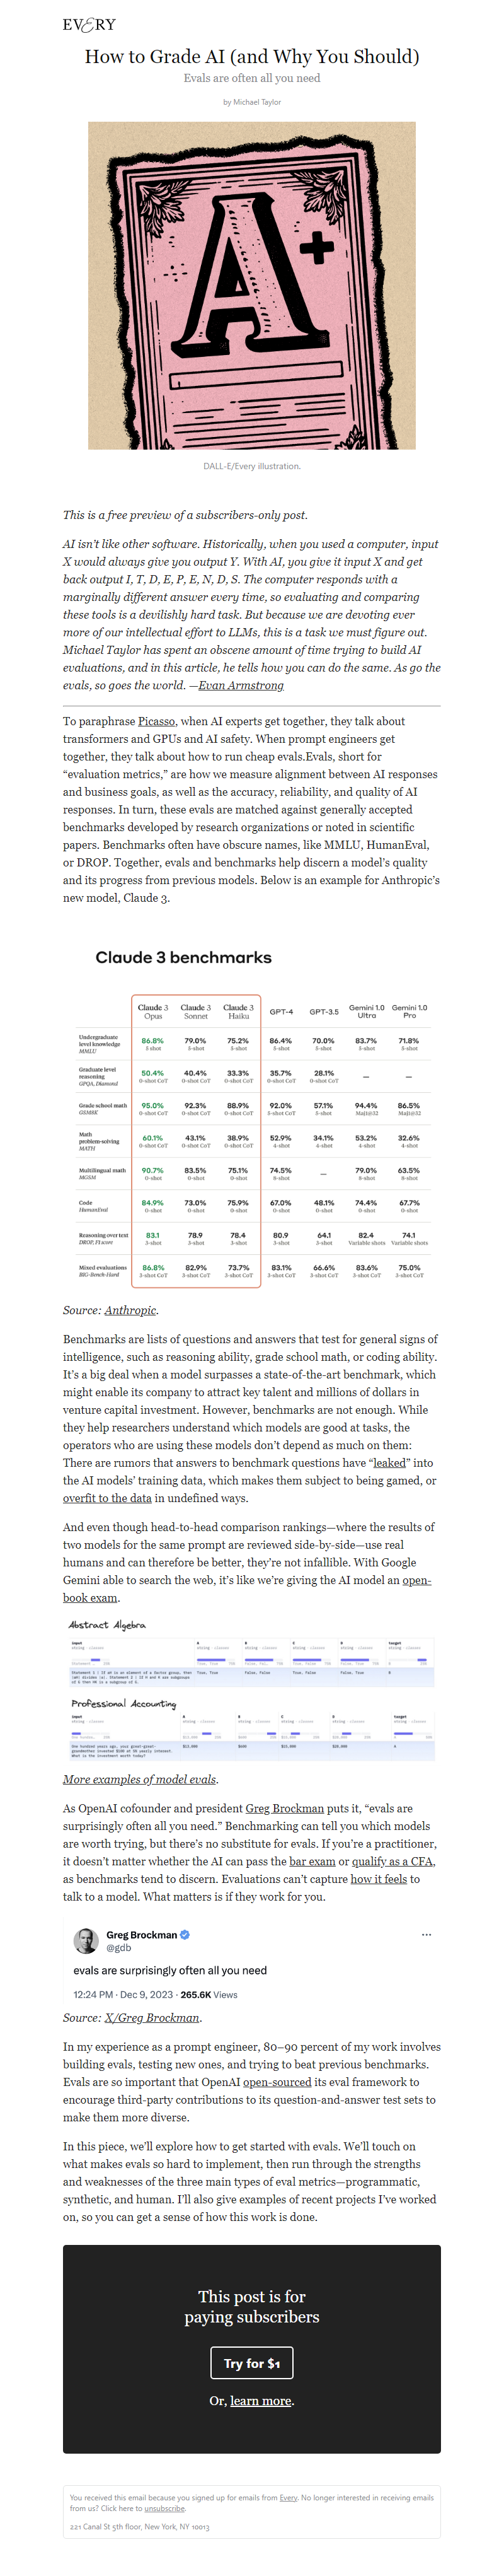 EVERY
How to Grade AI (and Why You Should)
Evals are often all you need
by Michael Taylor
A+
DALL-E/Every illustration.
This is a free preview of a subscribers-only post.
AI isn't like other software. Historically, when you used a computer, input
X would always give you output Y. With AI, you give it input X and get
back output I, T, D, E, P, E, N, D, S. The computer responds with a
marginally different answer every time, so evaluating and comparing
these tools is a devilishly hard task. But because we are devoting ever
more of our intellectual effort to LLMs, this is a task we must figure out.
Michael Taylor has spent an obscene amount of time trying to build AI
evaluations, and in this article, he tells how you can do the same. As go the
evals, so goes the world. —Evan Armstrong
To paraphrase Picasso, when AI experts get together, they talk about
transformers and GPUs and AI safety. When prompt engineers get
together, they talk about how to run cheap evals.Evals, short for
“evaluation metrics,” are how we measure alignment between AI responses
and business goals, as well as the accuracy, reliability, and quality of AI
responses. In turn, these evals are matched against generally accepted
benchmarks developed by research organizations or noted in scientific
papers. Benchmarks often have obscure names, like MMLU, HumanEval,
or DROP. Together, evals and benchmarks help discern a model's quality
and its progress from previous models. Below is an example for Anthropic's
new model, Claude 3.
Claude 3 benchmarks
Claude 3 Opus Claude 3 Sonnet Claude 3 Haiku GPT-4 GPT-3.5 Gemini 1.0 Ultra Gemini 1.0 Pro
Undergraduate level knowledge MMLU 86.8% 5 shot 79.0% 5-shot 75.2% 5-shot 86.4% 5-shot 70.0% 5-shot 83.7% 5-shot 71.8% 5-shot
Graduate level reasoning GPQA, Diamond 50.4% 0-shot CoT 40.4% 0-shot CoT 33.3% 0-shot CoT 35.7% 0-shot CoT 28.1% 0-shot CoT — —
Grade school math GSM8K 95.0% 0-shot CoT 92.3% 0-shot CoT 88.9% 0-shot CoT 92.0% 5-shot CoT 57.1% 5-shot 94.4% Maj1@32 86.5% Maj1@32
Math problem-solving MATH 60.1% 0-shot CoT 43.1% 0-shot CoT 38.9% 0-shot CoT 52.9% 4-shot 34.1% 4-shot 53.2% 4-shot 32.6% 4-shot
Multilingual math MGSM 90.7% 0-shot 83.5% 0-shot 75.1% 0-shot 74.5% 8-shot — 79.0% 8-shot 63.5% 8-shot
Code HumanEval 84.9% 0-shot 73.0% 0-shot 75.9% 0-shot 67.0% 0-shot 48.1% 0-shot 74.4% 0-shot 67.7% 0-shot
Reasoning over text DROP, F1 score 83.1 3-shot 78.9 3-shot 78.4 3-shot 80.9 3-shot 64.1 3-shot 82.4 Variable shots 74.1 Variable shots
Mixed evaluations BIG-Bench-Hard 86.8% 3-shot CoT 82.9% 3-shot CoT 73.7% 3-shot CoT 83.1% 3-shot CoT 66.6% 3-shot CoT 83.6% 3-shot CoT 75.0% 3-shot CoT
Source: Anthropic.
Benchmarks are lists of questions and answers that test for general signs of
intelligence, such as reasoning ability, grade school math, or coding ability.
It's a big deal when a model surpasses a state-of-the-art benchmark, which
might enable its company to attract key talent and millions of dollars in
venture capital investment. However, benchmarks are not enough. While
they help researchers understand which models are good at tasks, the
operators who are using these models don't depend as much on them:
There are rumors that answers to benchmark questions have “leaked” into
the AI models' training data, which makes them subject to being gamed, or
overfit to the data in undefined ways.
And even though head-to-head comparison rankings—where the results of
two models for the same prompt are reviewed side-by-side—use real
humans and can therefore be better, they're not infallible. With Google
Gemini able to search the web, it's like we're giving the AI model an open-
book exam.
Abstract Algebra
input A B C D target
Professional Accounting
input A B C D target
More examples of model evals.
As OpenAI cofounder and president Greg Brockman puts it, “evals are
surprisingly often all you need.” Benchmarking can tell you which models
are worth trying, but there's no substitute for evals. If you're a practitioner,
it doesn't matter whether the AI can pass the bar exam or qualify as a CFA,
as benchmarks tend to discern. Evaluations can't capture how it feels to
talk to a model. What matters is if they work for you.
Greg Brockman
@gdb
evals are surprisingly often all you need
12:24 PM · Dec 9, 2023 · 265.6K Views
Source: X/Greg Brockman.
In my experience as a prompt engineer, 80–90 percent of my work involves
building evals, testing new ones, and trying to beat previous benchmarks.
Evals are so important that OpenAI open-sourced its eval framework to
encourage third-party contributions to its question-and-answer test sets to
make them more diverse.
In this piece, we'll explore how to get started with evals. We'll touch on
what makes evals so hard to implement, then run through the strengths
and weaknesses of the three main types of eval metrics—programmatic,
synthetic, and human. I'll also give examples of recent projects I've worked
on, so you can get a sense of how this work is done.
This post is for
paying subscribers
Try for $1
Or, learn more.
You received this email because you signed up for emails from Every. No longer interested in receiving emails
from us? Click here to unsubscribe.
221 Canal St 5th floor, New York, NY 10013